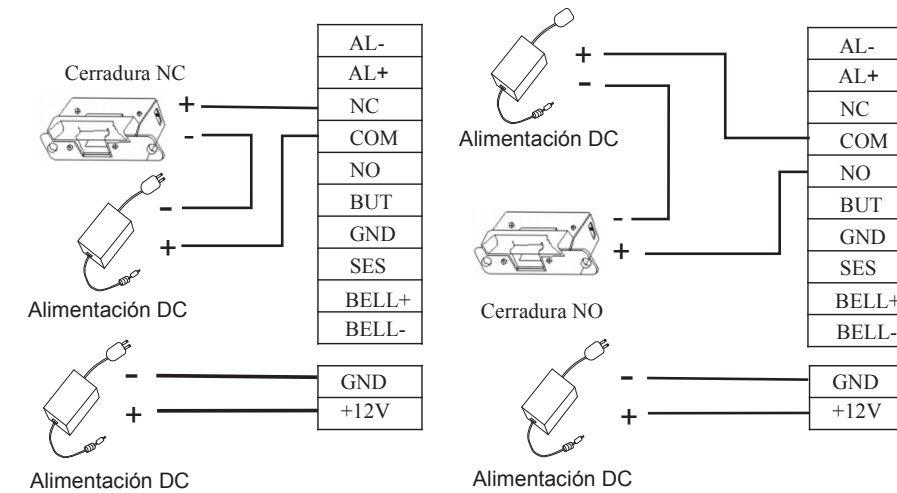 Cerradura NC
+
-
-
+
Alimentación DC
AL-
AL+
NC
COM
NO
BUT
GND
SES
BELL+
BELL-
-
+
Alimentación DC
GND
+12V
+
-
Alimentación DC
-
+
Cerradura NO
AL-
AL+
NC
COM
NO
BUT
GND
SES
BELL+
BELL-
-
+
Alimentación DC
GND
+12V